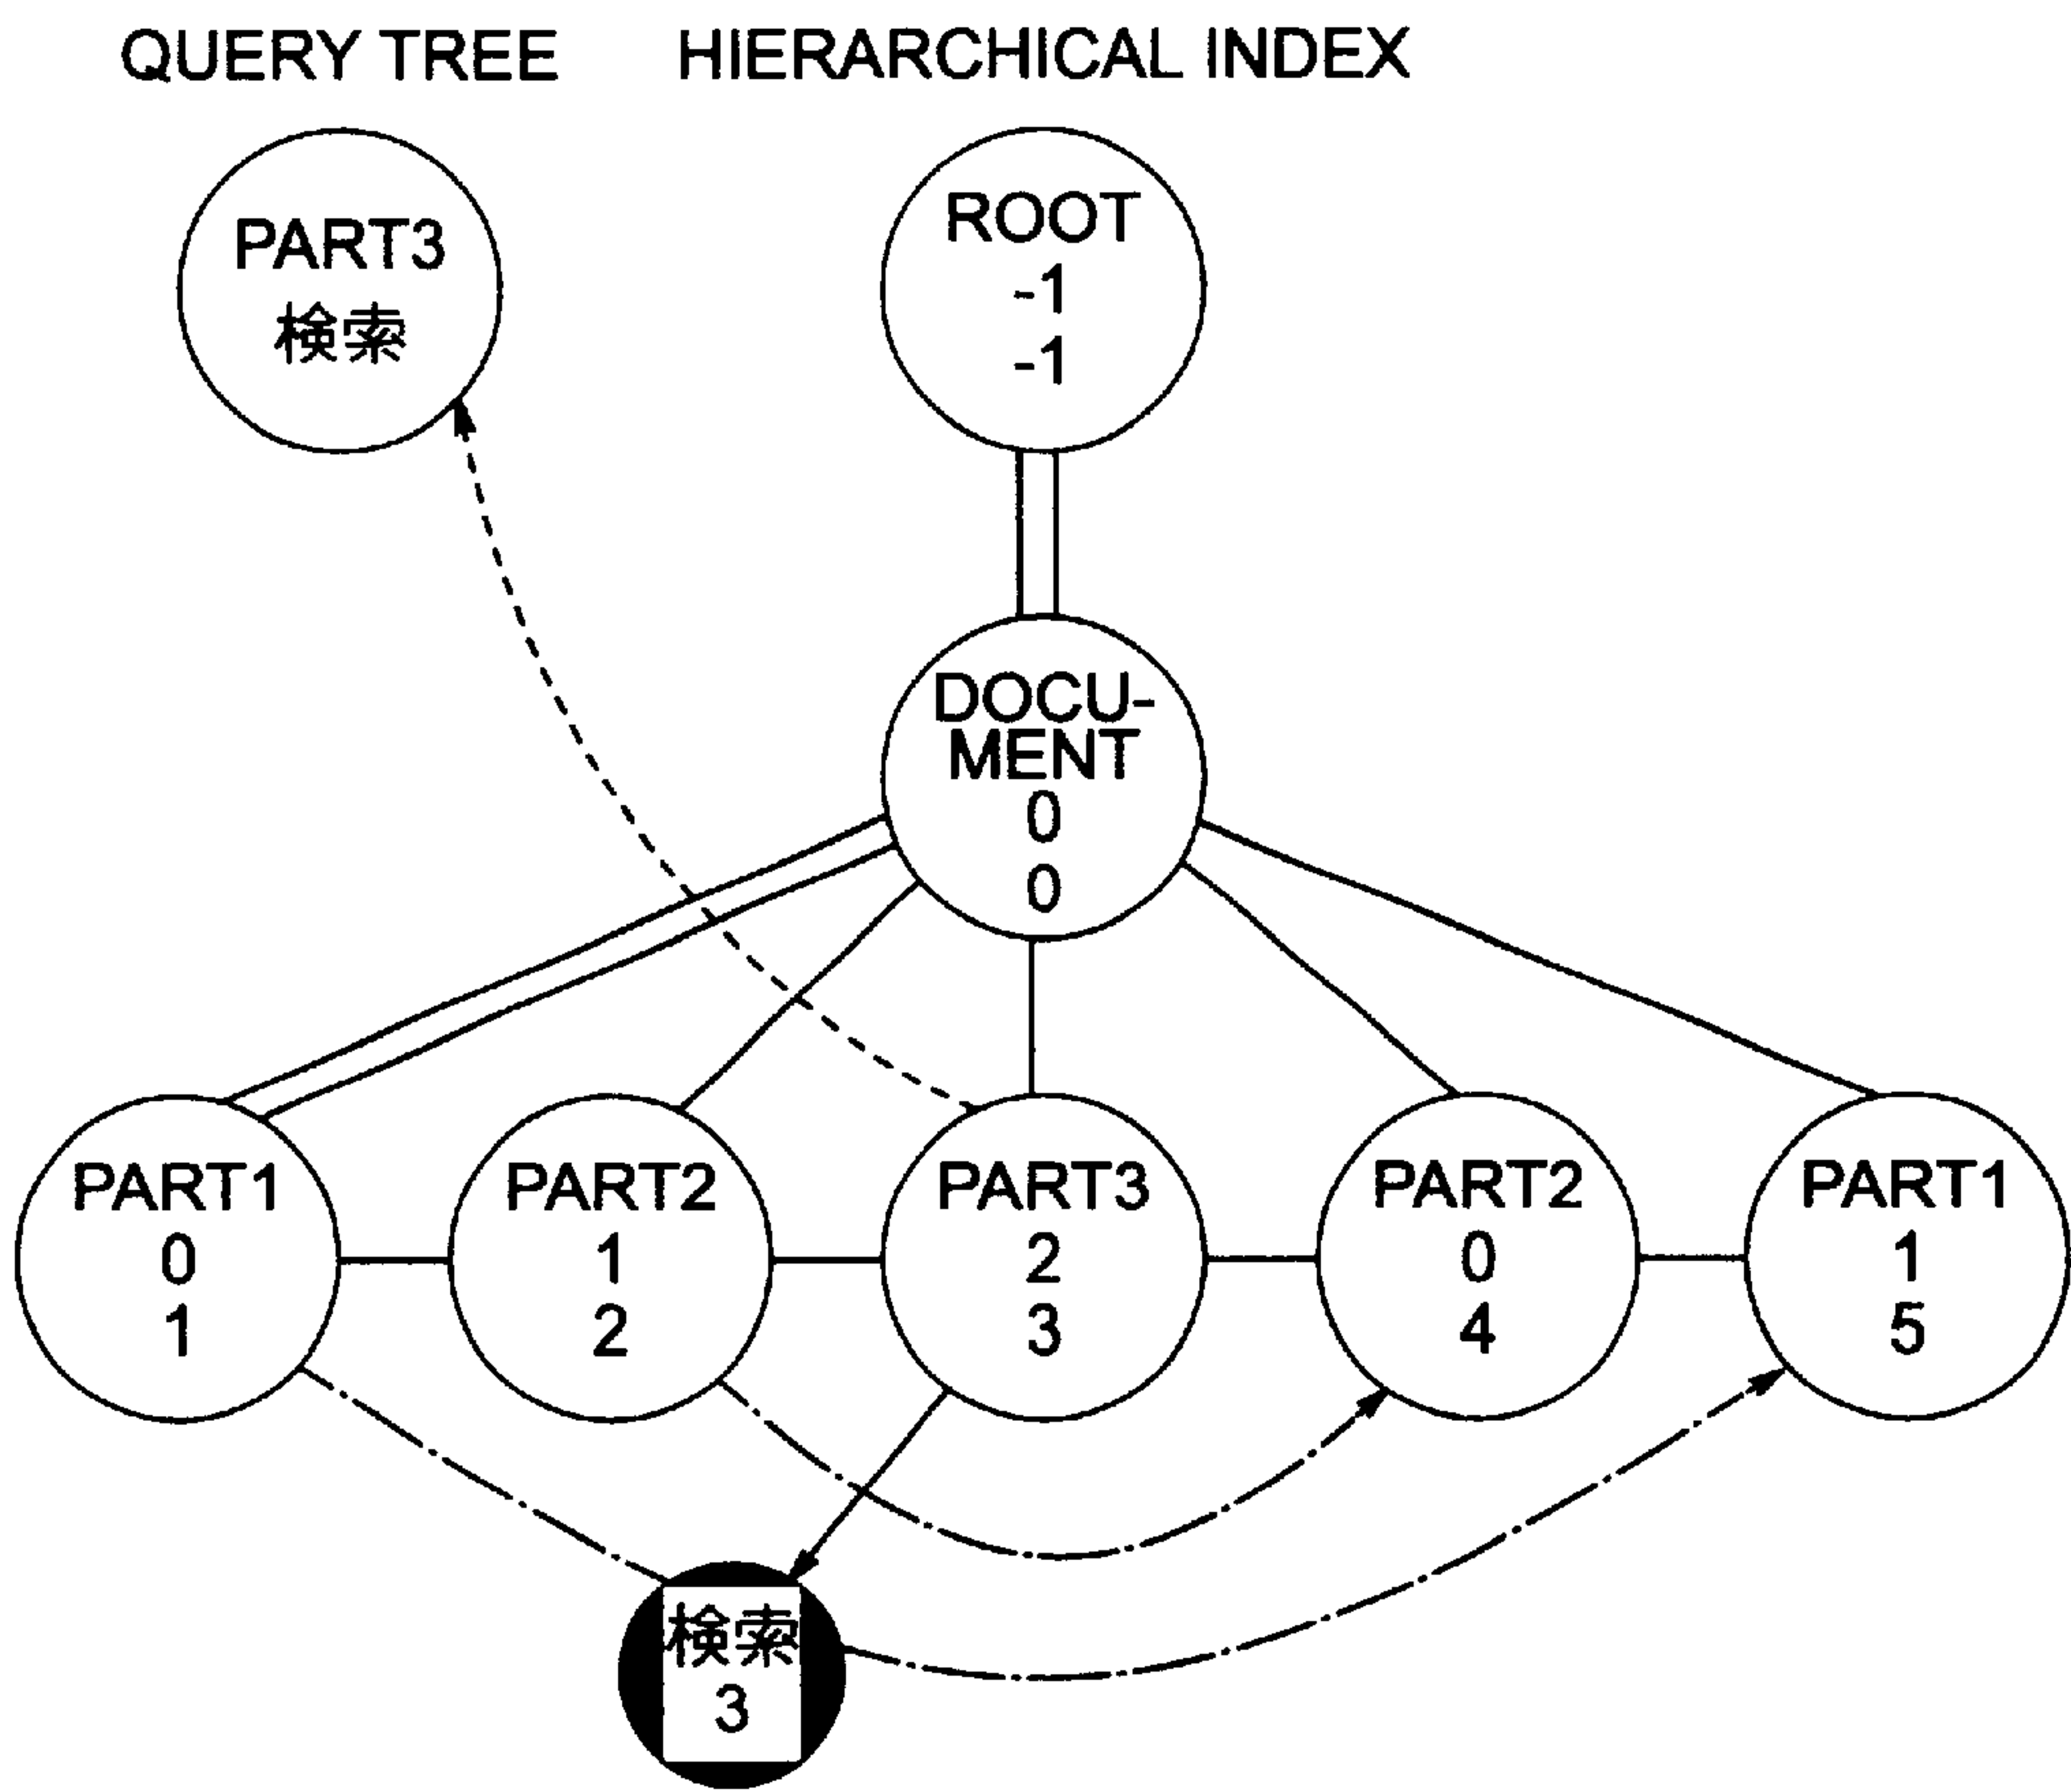 QUERY TREE
HIERARCHICAL INDEX
PART3
検索
ROOT
-1
-1
DOCU-
MENT
0
0
PART1
0
1
PART2
1
2
PART3
2
3
PART2
0
4
PART1
1
5
検索
3